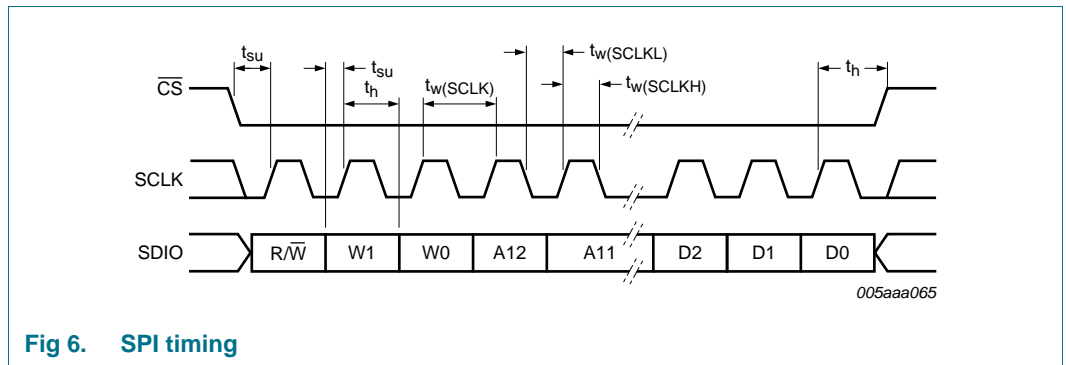 tsu tsu tw(SCLKL) th
th tw(SCLK) tw(SCLKH)
CS
SCLK
SDIO R/W W1 W0 A12 A11 D2 D1 D0
005aaa065
Fig 6. SPI timing